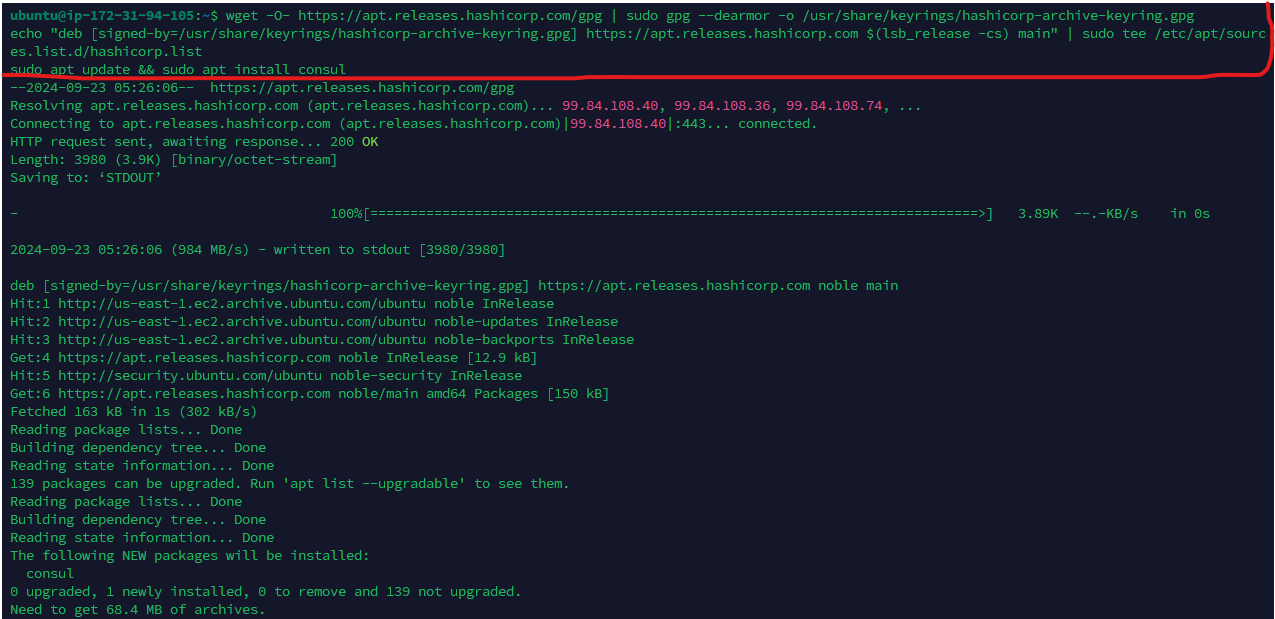 ubuntu@ip-172-31-94-105:~$ wget -O- https://apt.releases.hashicorp.com/gpg | sudo gpg --dearmor -o /usr/share/keyrings/hashicorp-archive-keyring.gpg
echo "deb [signed-by=/usr/share/keyrings/hashicorp-archive-keyring.gpg] https://apt.releases.hashicorp.com $(lsb_release -cs) main" | sudo tee /etc/apt/sourc
es.list.d/hashicorp.list
sudo apt update && sudo apt install consul
--2024-09-23 05:26:06--  https://apt.releases.hashicorp.com/gpg
Resolving apt.releases.hashicorp.com (apt.releases.hashicorp.com)... 99.84.108.40, 99.84.108.36, 99.84.108.74, ...
Connecting to apt.releases.hashicorp.com (apt.releases.hashicorp.com)|99.84.108.40|:443... connected.
HTTP request sent, awaiting response... 200 OK
Length: 3980 (3.9K) [binary/octet-stream]
Saving to: ‘STDOUT’
-                                       100%[============================================================================>]   3.89K  --.-KB/s    in 0s
2024-09-23 05:26:06 (984 MB/s) - written to stdout [3980/3980]
deb [signed-by=/usr/share/keyrings/hashicorp-archive-keyring.gpg] https://apt.releases.hashicorp.com noble main
Hit:1 http://us-east-1.ec2.archive.ubuntu.com/ubuntu noble InRelease
Hit:2 http://us-east-1.ec2.archive.ubuntu.com/ubuntu noble-updates InRelease
Hit:3 http://us-east-1.ec2.archive.ubuntu.com/ubuntu noble-backports InRelease
Get:4 https://apt.releases.hashicorp.com noble InRelease [12.9 kB]
Hit:5 http://security.ubuntu.com/ubuntu noble-security InRelease
Get:6 https://apt.releases.hashicorp.com noble/main amd64 Packages [150 kB]
Fetched 163 kB in 1s (302 kB/s)
Reading package lists... Done
Building dependency tree... Done
Reading state information... Done
139 packages can be upgraded. Run 'apt list --upgradable' to see them.
Reading package lists... Done
Building dependency tree... Done
Reading state information... Done
The following NEW packages will be installed:
  consul
0 upgraded, 1 newly installed, 0 to remove and 139 not upgraded.
Need to get 68.4 MB of archives.